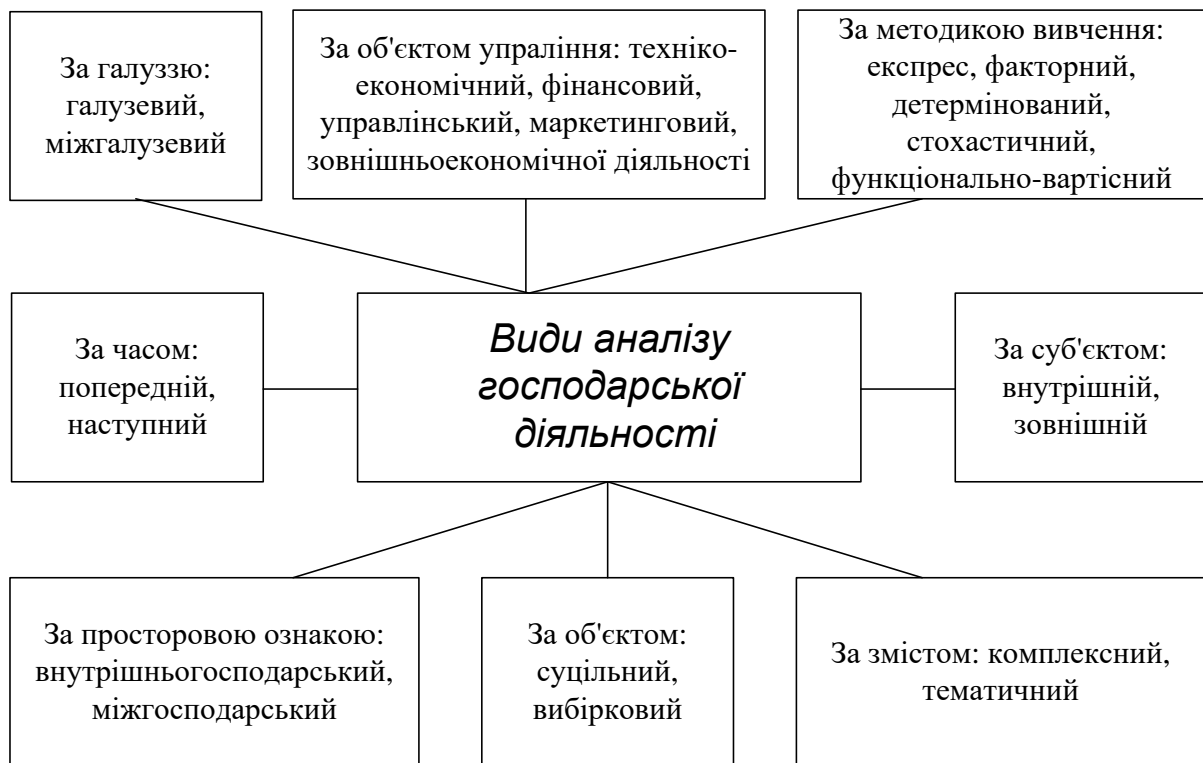 За галуззю:
галузевий,
міжгалузевий
За об'єктом упраління: техніко-
економічний, фінансовий,
управлінський, маркетинговий,
зовнішньоекономічної діяльності
За методикою вивчення:
експрес, факторний,
детермінований,
стохастичний,
функціонально-вартісний
За часом:
попередній,
наступний
Види аналізу
господарської
діяльності
За суб'єктом:
внутрішній,
зовнішній
За просторовою ознакою:
внутрішньогосподарський,
міжгосподарський
За об'єктом:
суцільний,
вибірковий
За змістом: комплексний,
тематичний